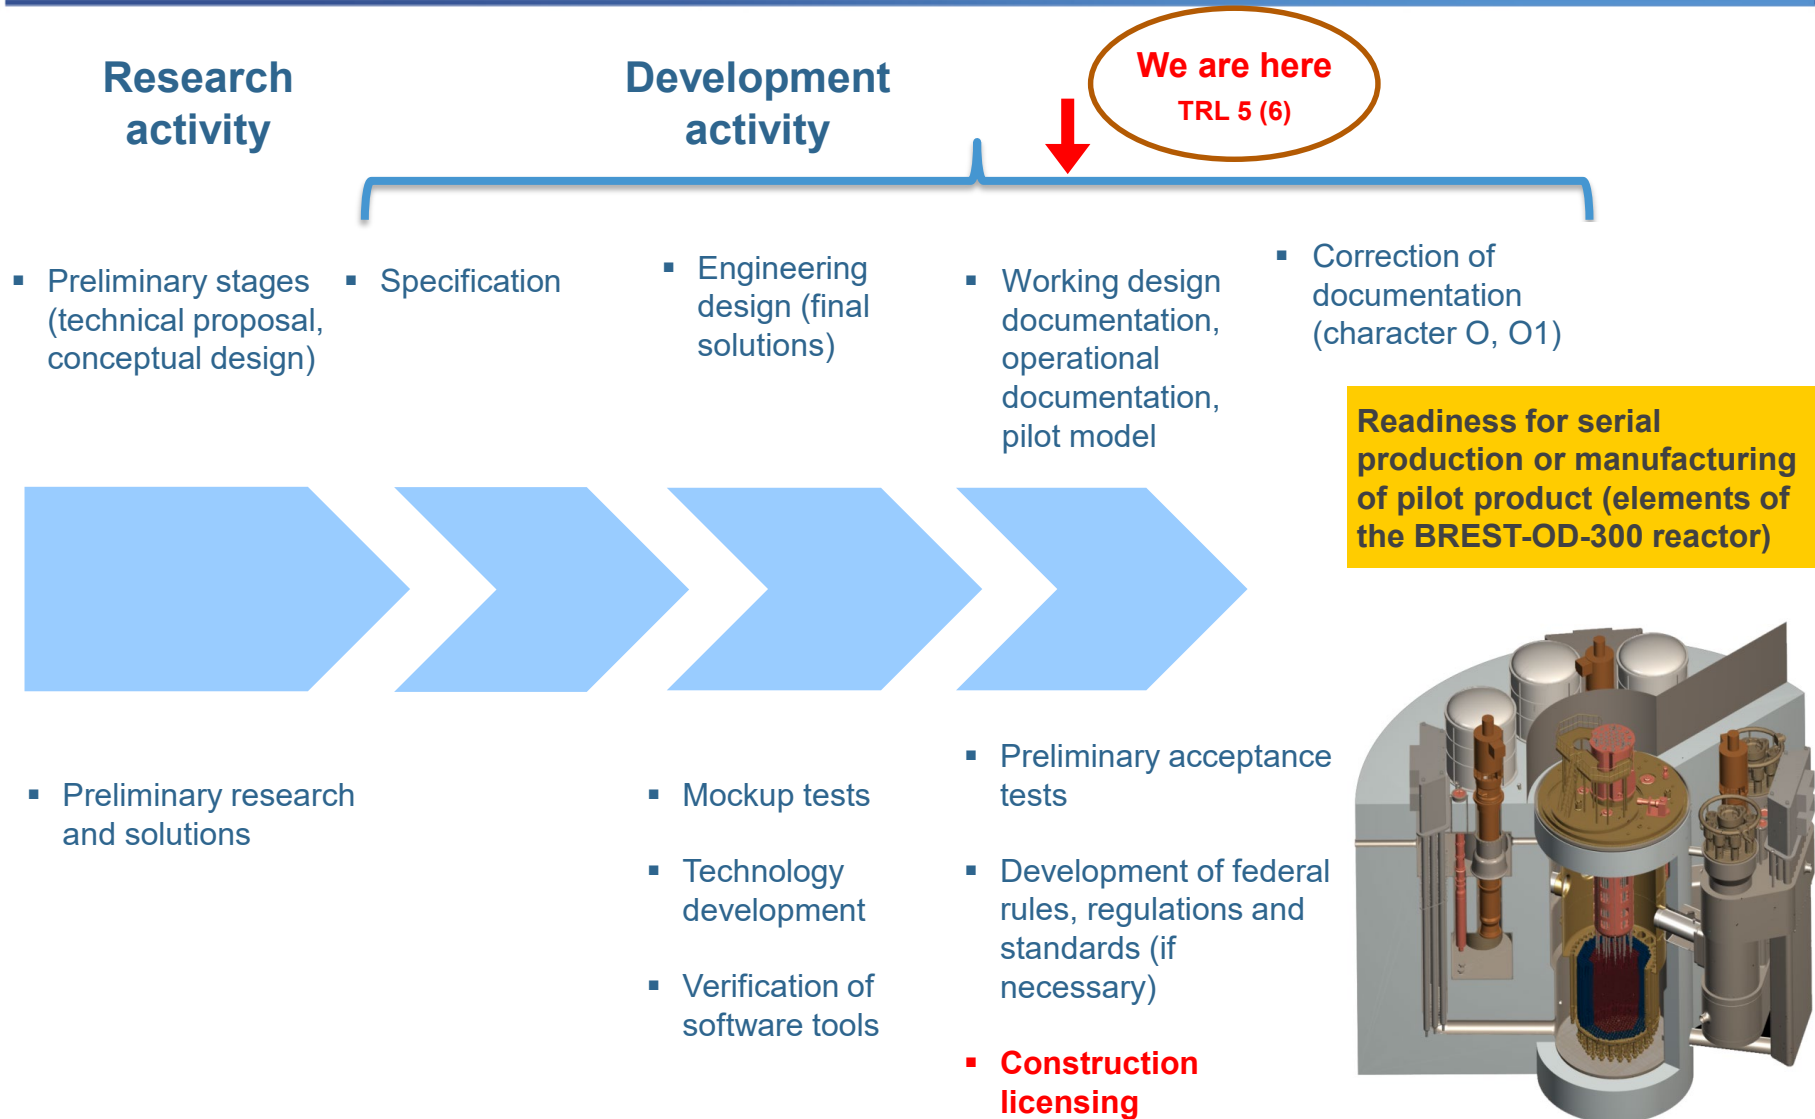 Research
activity
Development
activity
We are here
TRL 5 (6)
▪ Preliminary stages
(technical proposal,
conceptual design)
▪ Specification
▪ Engineering
design (final
solutions)
▪ Working design
documentation,
operational
documentation,
pilot model
▪ Correction of
documentation
(character O, O1)
Readiness for serial
production or manufacturing
of pilot product (elements of
the BREST-OD-300 reactor)
▪ Preliminary research
and solutions
▪ Mockup tests
▪ Technology
development
▪ Verification of
software tools
▪ Preliminary acceptance
tests
▪ Development of federal
rules, regulations and
standards (if
necessary)
▪ Construction
licensing